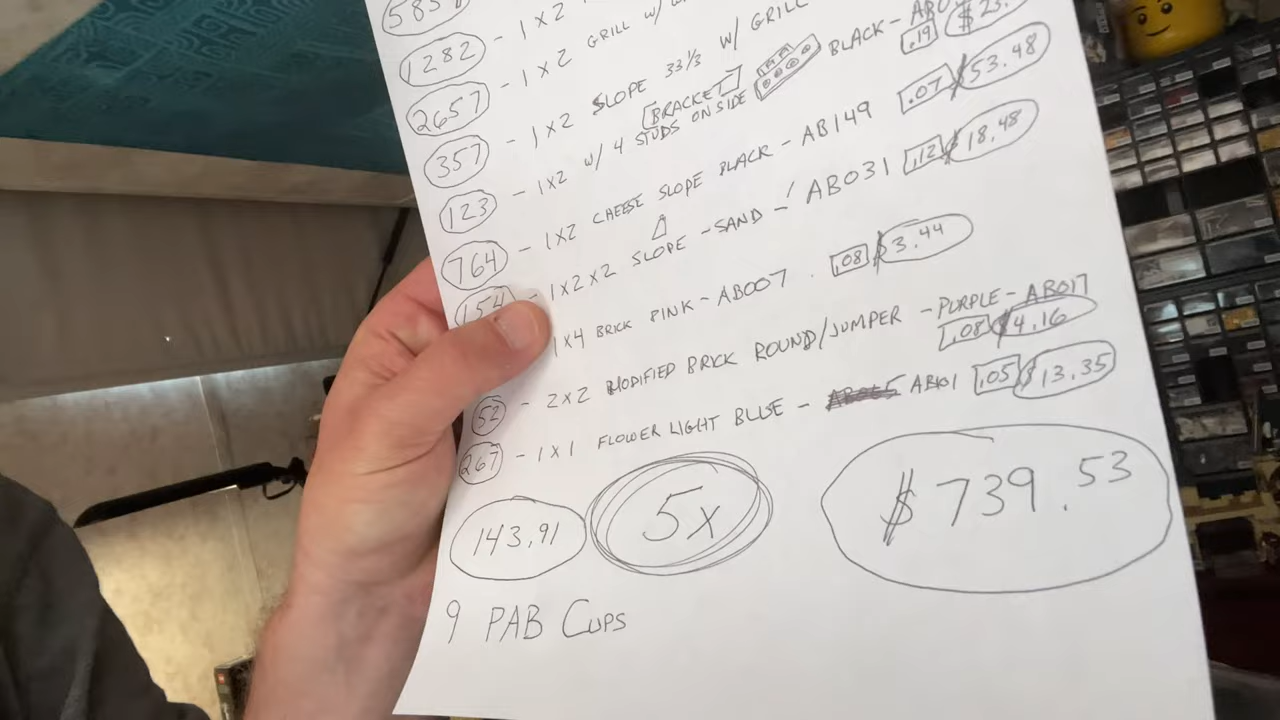 1282 - 1X2
2657 - 1X2 GRILL W/
357 - 1X2 SLOPE 33 1/3 W/ GRILL
123 - 1X2 BRACKET W/ 4 STUDS ON SIDE BLACK - .19
764 - 1X2 CHEESE SLOPE BLACK - AB149 .07 $53.48
154 - 1X2X2 SLOPE - SAND - AB031 .12 $18.48
1X4 BRICK PINK - AB007 .08 $3.44
52 - 2X2 MODIFIED BRICK ROUND/JUMPER - PURPLE - AB017 .08 $4.16
267 - 1X1 FLOWER LIGHT BLUE - AB101 .05 $13.35
143.91 5X $739.53
9 PAB CUPS